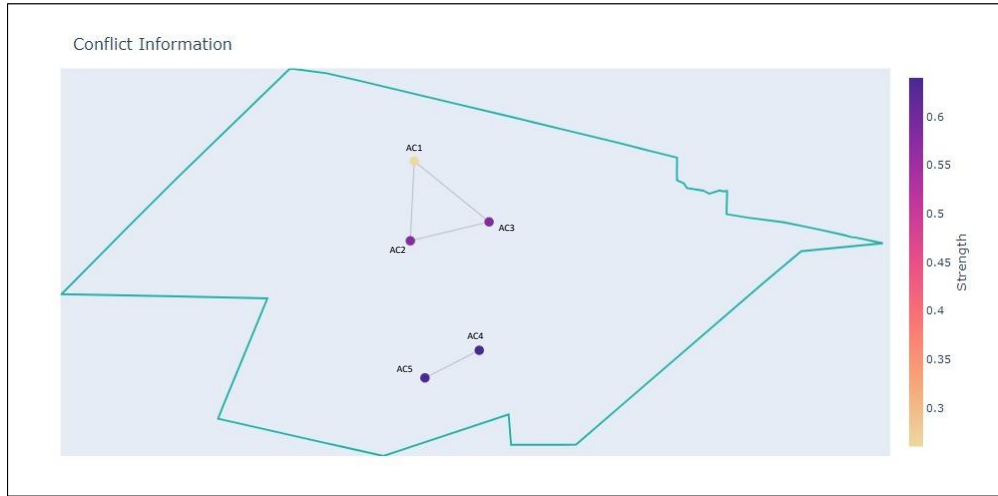 Conflict Information
AC1
AC3
AC2
AC4
AC5
0.6
0.55
0.5
0.45
0.4
0.35
0.3
Strength